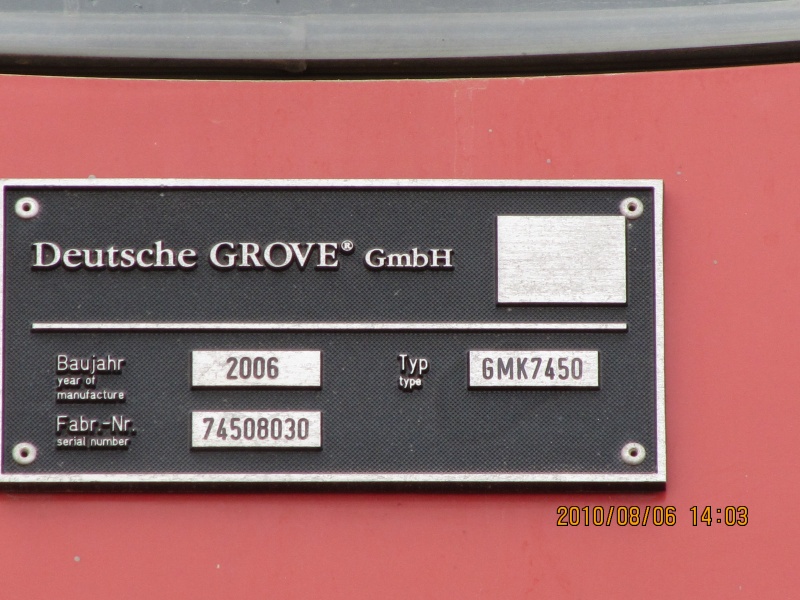 Deutsche GROVE® GmbH
Baujahr 2006 Typ GMK7450
year of type
manufacture
Fabr.-Nr. 74508030
serial number
2010/08/06 14:03